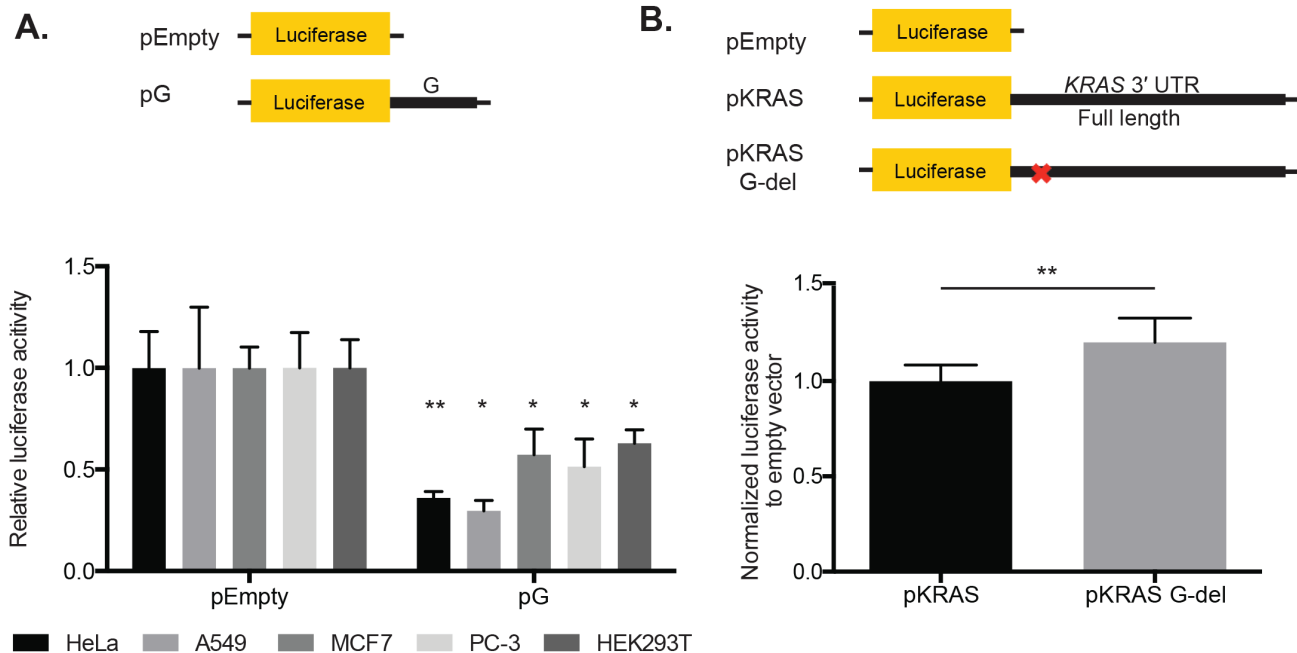 A.
pEmpty
Luciferase
pG
Luciferase
G
Relative luciferase acitivity
1.5
1.0
0.5
0.0
** * * * *
pEmpty
pG
HeLa A549 MCF7 PC-3 HEK293T
B.
pEmpty
Luciferase
pKRAS
Luciferase
KRAS 3′ UTR
Full length
pKRAS
G-del
Luciferase
Normalized luciferase activity
to empty vector
1.5
1.0
0.5
0.0
**
pKRAS
pKRAS G-del